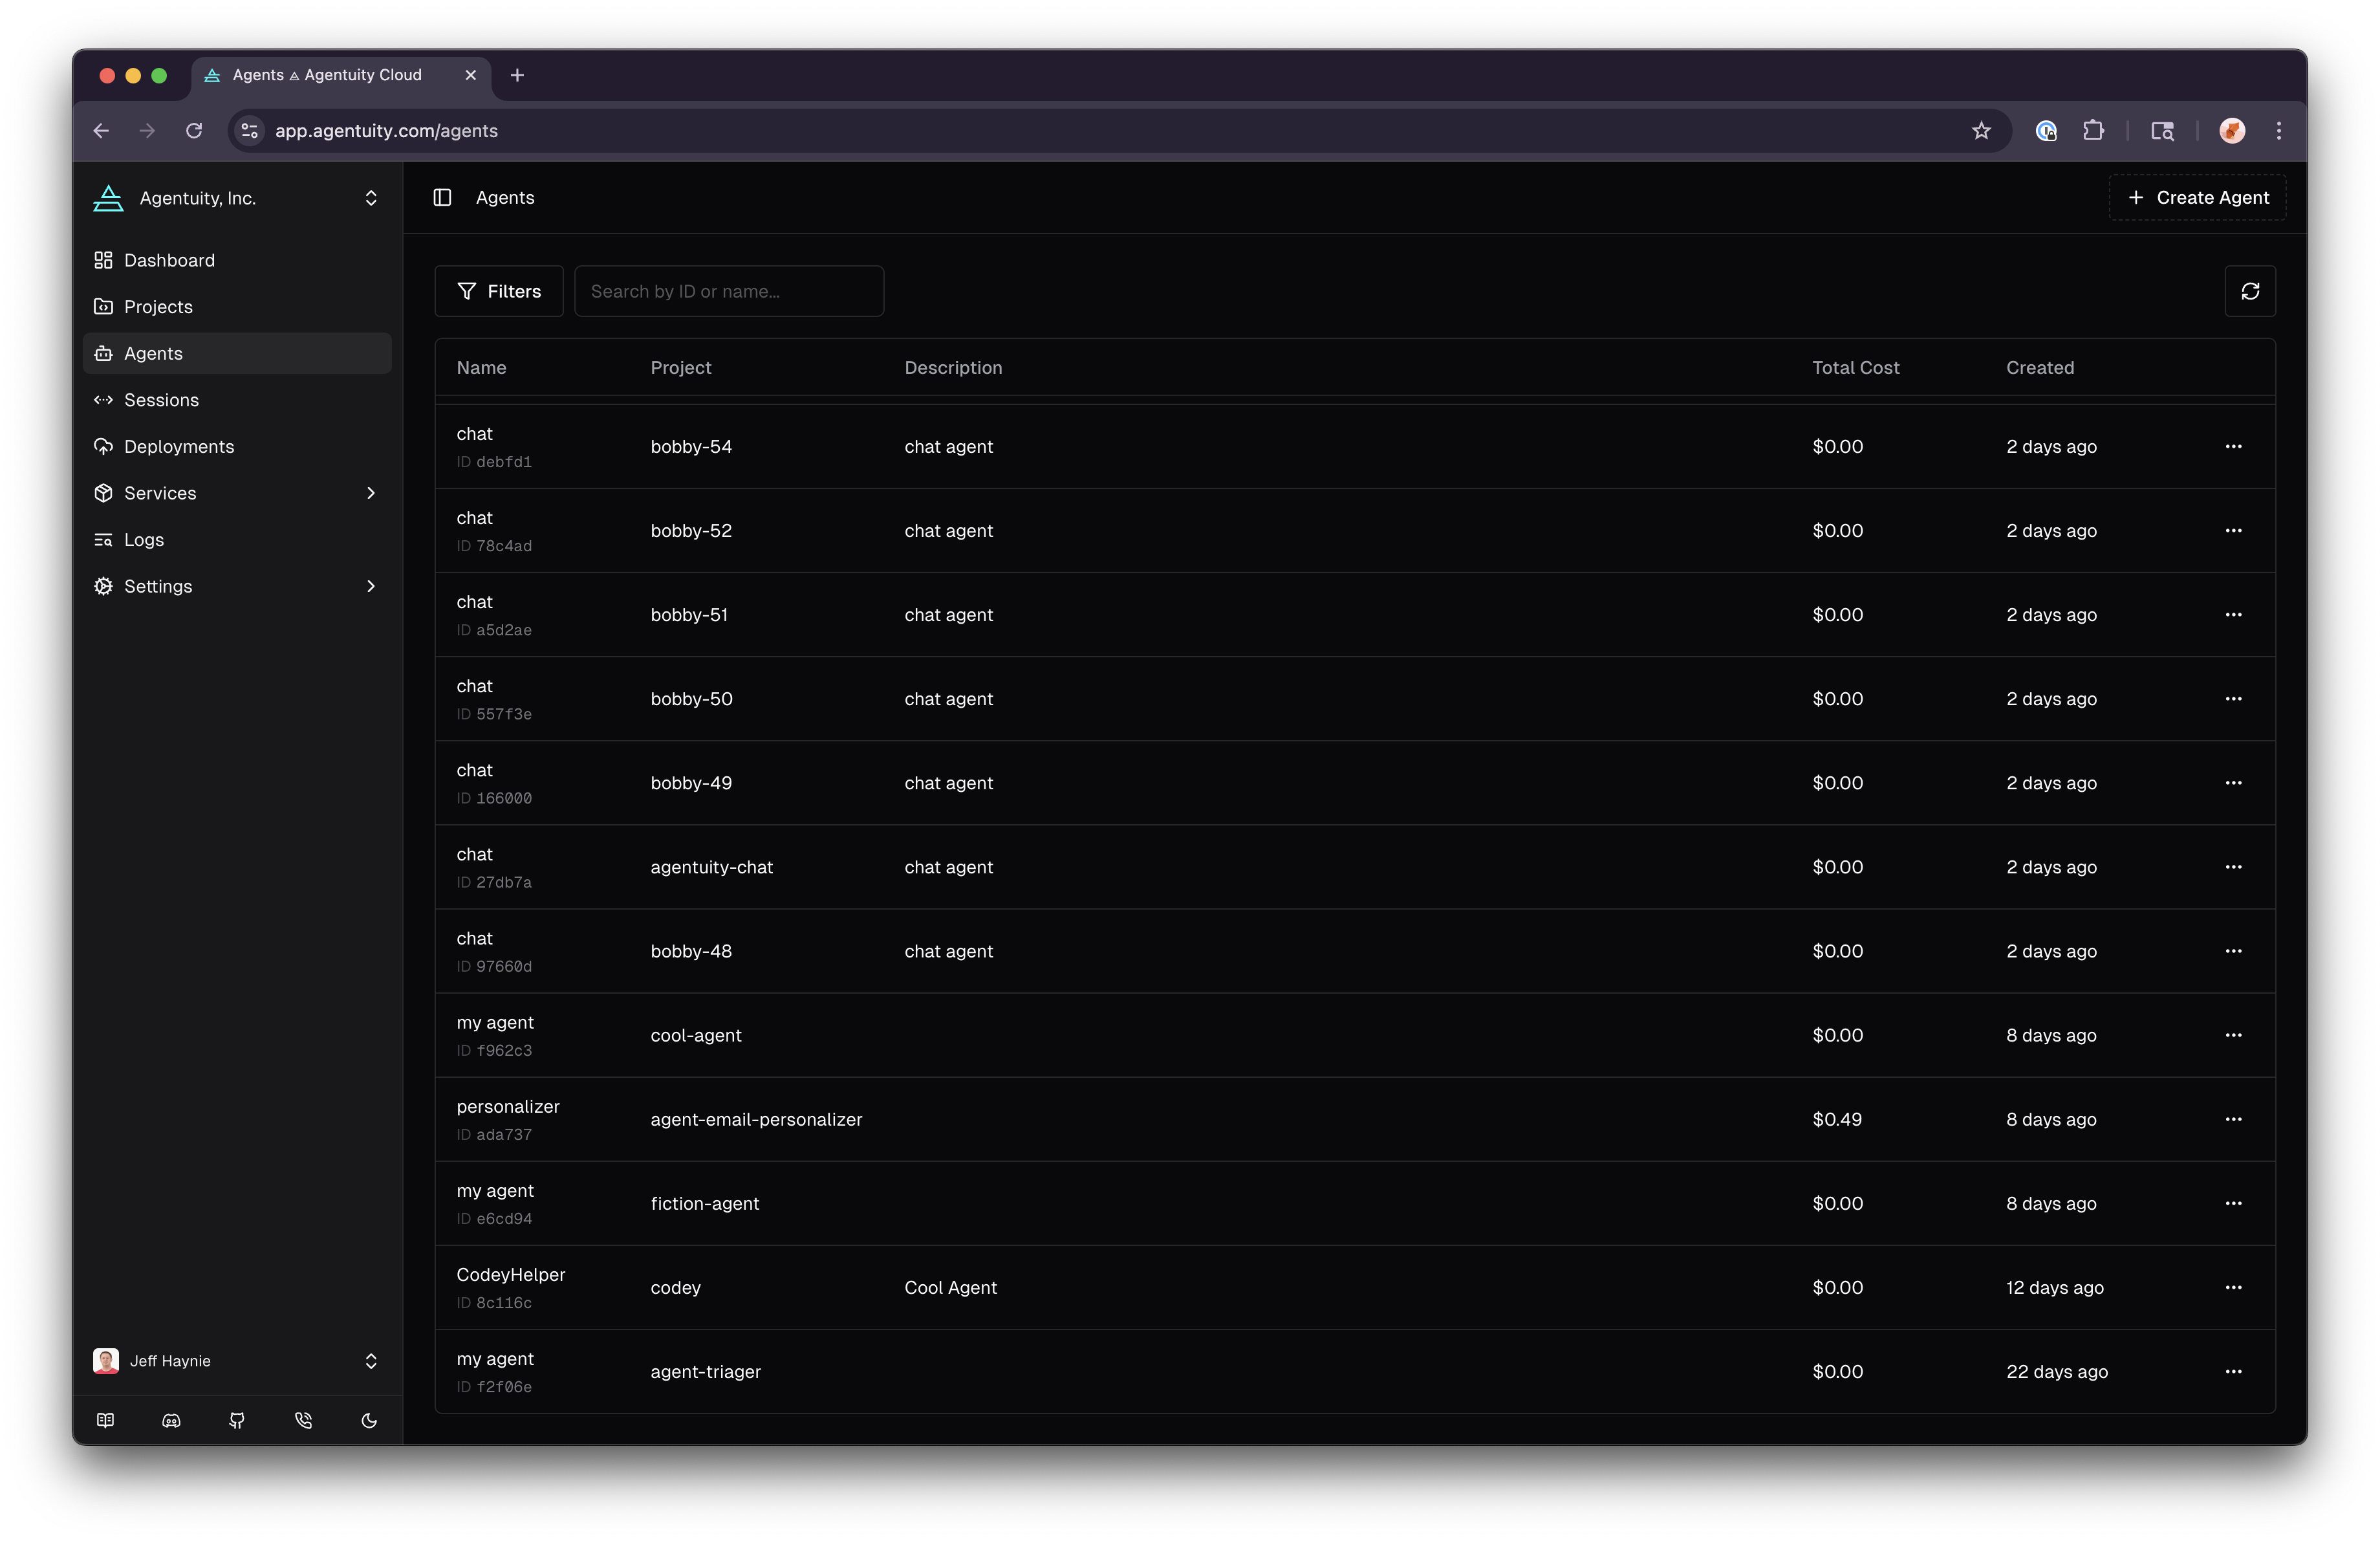 Agents ⟁ Agentuity Cloud
app.agentuity.com/agents
Agentuity, Inc.
Agents
Create Agent
Dashboard
Projects
Agents
Sessions
Deployments
Services
Logs
Settings
Filters
Search by ID or name...
Name Project Description Total Cost Created
chat
ID debfd1
bobby-54 chat agent $0.00 2 days ago
chat
ID 78c4ad
bobby-52 chat agent $0.00 2 days ago
chat
ID a5d2ae
bobby-51 chat agent $0.00 2 days ago
chat
ID 557f3e
bobby-50 chat agent $0.00 2 days ago
chat
ID 166000
bobby-49 chat agent $0.00 2 days ago
chat
ID 27db7a
agentuity-chat chat agent $0.00 2 days ago
chat
ID 97660d
bobby-48 chat agent $0.00 2 days ago
my agent
ID f962c3
cool-agent $0.00 8 days ago
personalizer
ID ada737
agent-email-personalizer $0.49 8 days ago
my agent
ID e6cd94
fiction-agent $0.00 8 days ago
CodeyHelper
ID 8c116c
codey Cool Agent $0.00 12 days ago
my agent
ID f2f06e
agent-triager $0.00 22 days ago
Jeff Haynie